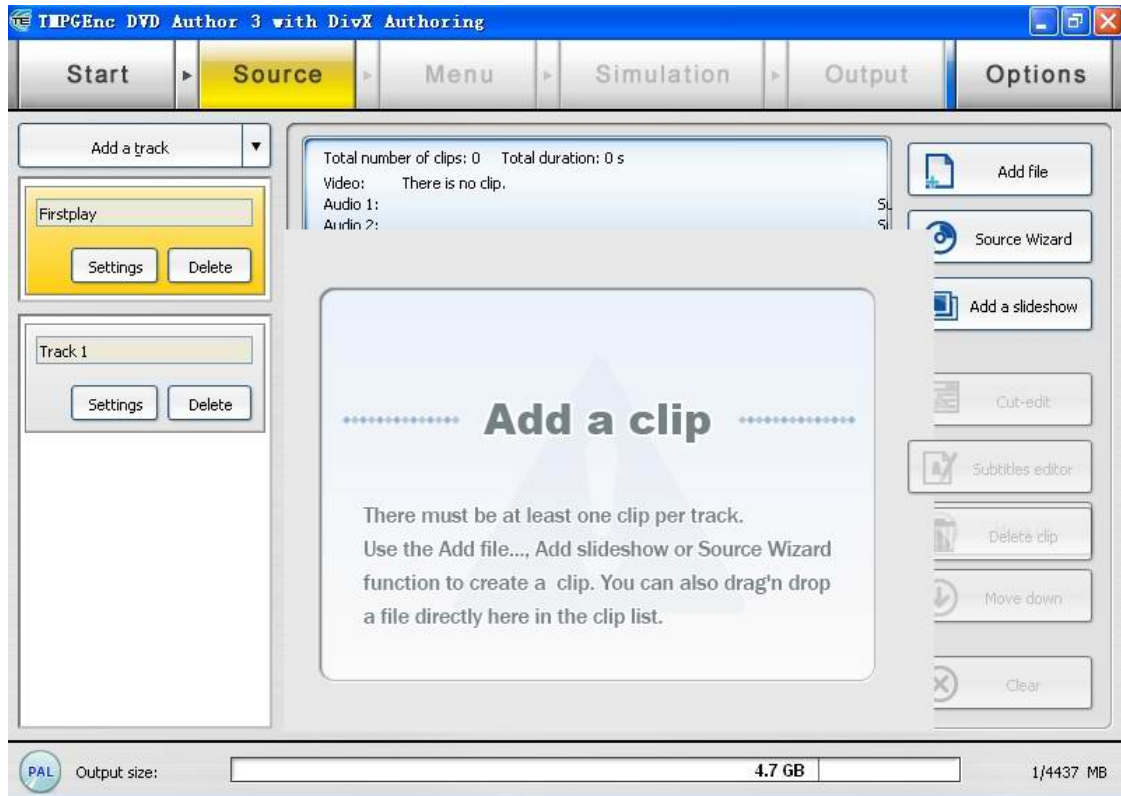 TMPGEnc DVD Author 3 with DivX Authoring
Start Source Menu Simulation Output Options
Add a track
Firstplay
Settings Delete
Track 1
Settings Delete
Total number of clips: 0 Total duration: 0 s
Video: There is no clip.
Audio 1:
Audio 2:
Add a clip
There must be at least one clip per track.
Use the Add file..., Add slideshow or Source Wizard
function to create a clip. You can also drag'n drop
a file directly here in the clip list.
Add file
Source Wizard
Add a slideshow
Cut-edit
Subtitles editor
Delete clip
Move down
Clear
PAL Output size: 4.7 GB 1/4437 MB